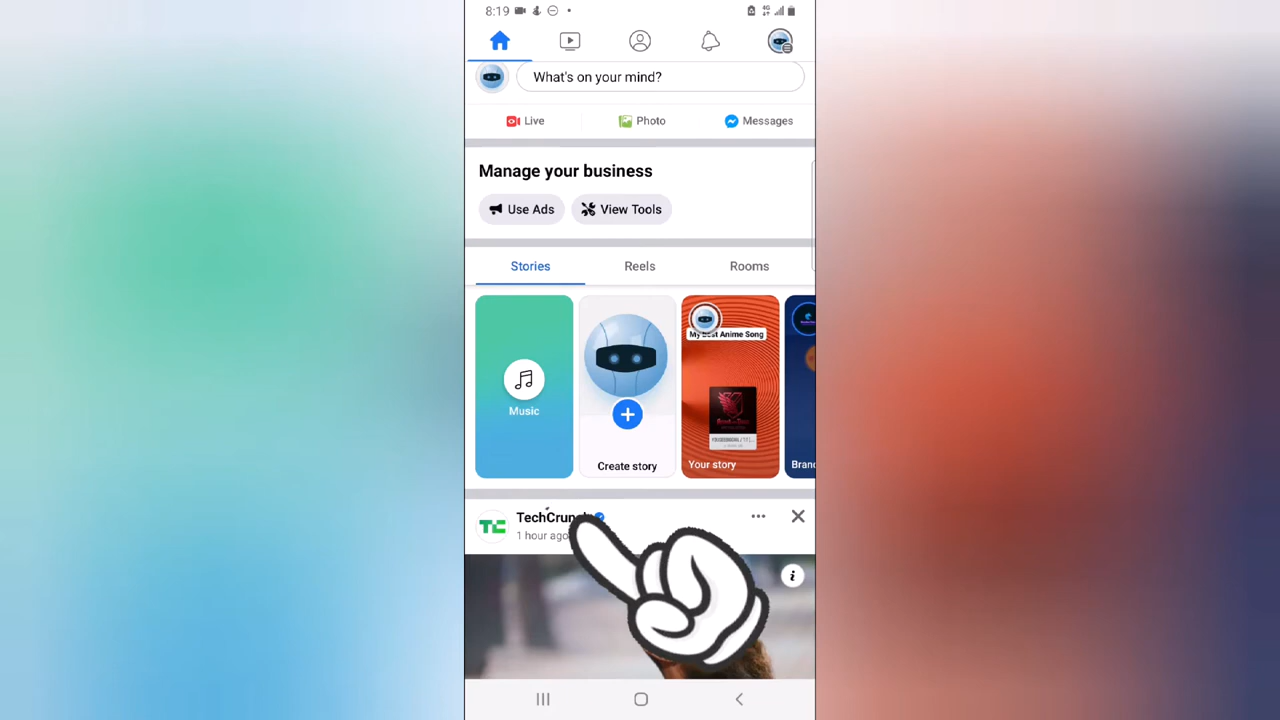 8:19
4G
What's on your mind?
Live
Photo
Messages
Manage your business
Use Ads
View Tools
Stories
Reels
Rooms
Music
Create story
My Best Anime Song
Your story
Brand
TechCrunch
1 hour ago